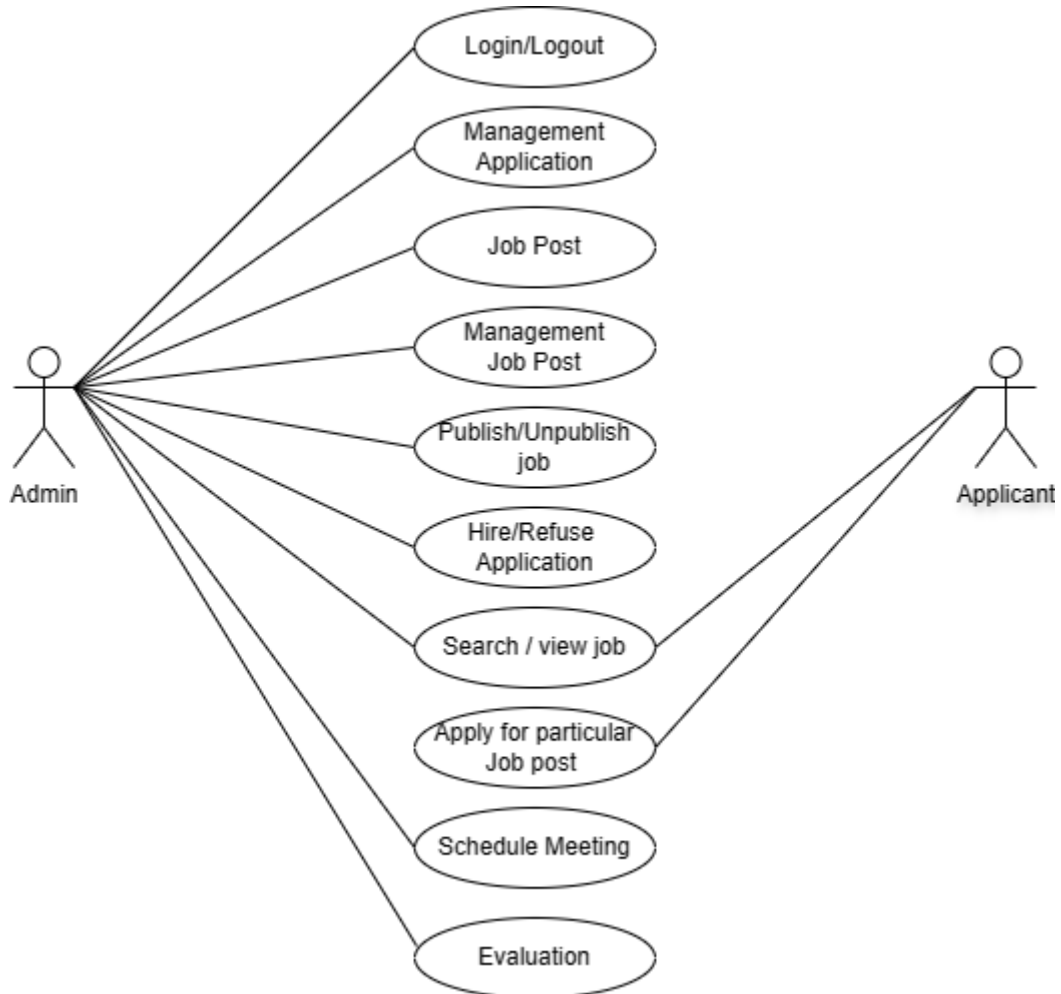 Login/Logout
Management
Application
Job Post
Management
Job Post
Publish/Unpublish
job
Admin
Applicant
Hire/Refuse
Application
Search / view job
Apply for particular
Job post
Schedule Meeting
Evaluation